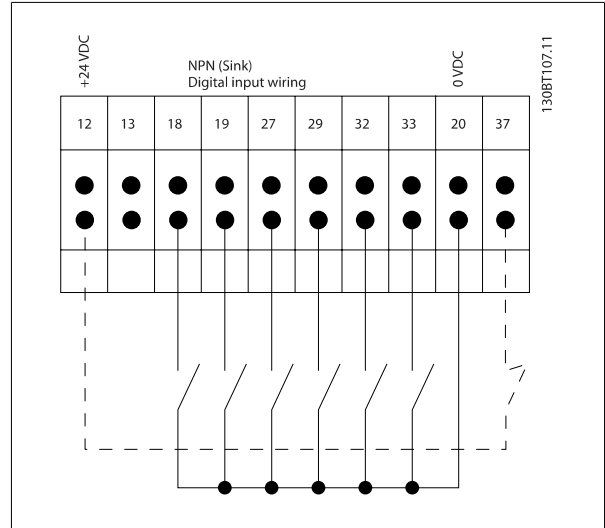 +24 VDC
NPN (Sink)
Digital input wiring
0 VDC
130BT107.11
12 13 18 19 27 29 32 33 20 37